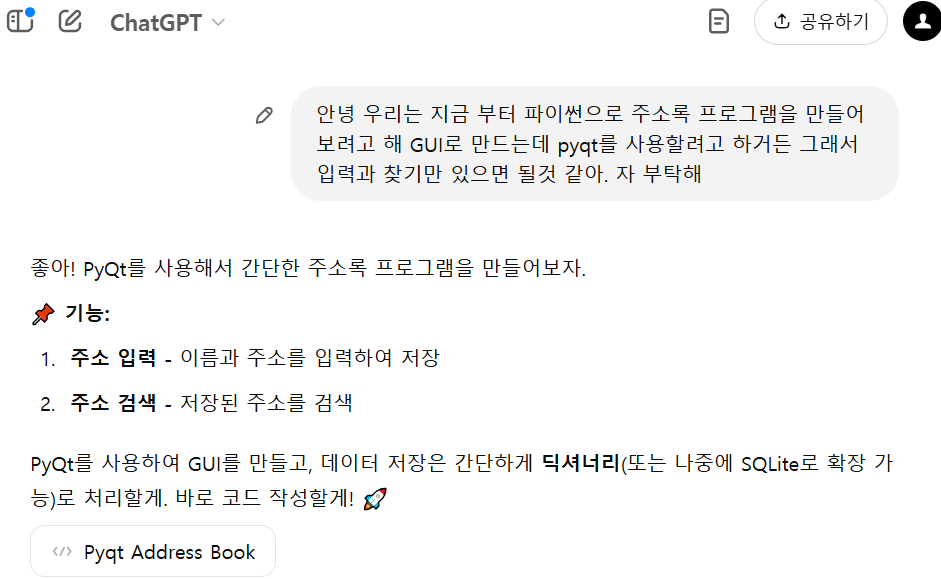 ChatGPT
공유하기
안녕 우리는 지금 부터 파이썬으로 주소록 프로그램을 만들어
보려고 해 GUI로 만드는데 pyqt를 사용할려고 하거든 그래서
입력과 찾기만 있으면 될것 같아. 자 부탁해
좋아! PyQt를 사용해서 간단한 주소록 프로그램을 만들어보자.
📌 기능:
1. 주소 입력 - 이름과 주소를 입력하여 저장
2. 주소 검색 - 저장된 주소를 검색
PyQt를 사용하여 GUI를 만들고, 데이터 저장은 간단하게 딕셔너리(또는 나중에 SQLite로 확장 가
능)로 처리할게. 바로 코드 작성할게! 🚀
Pyqt Address Book